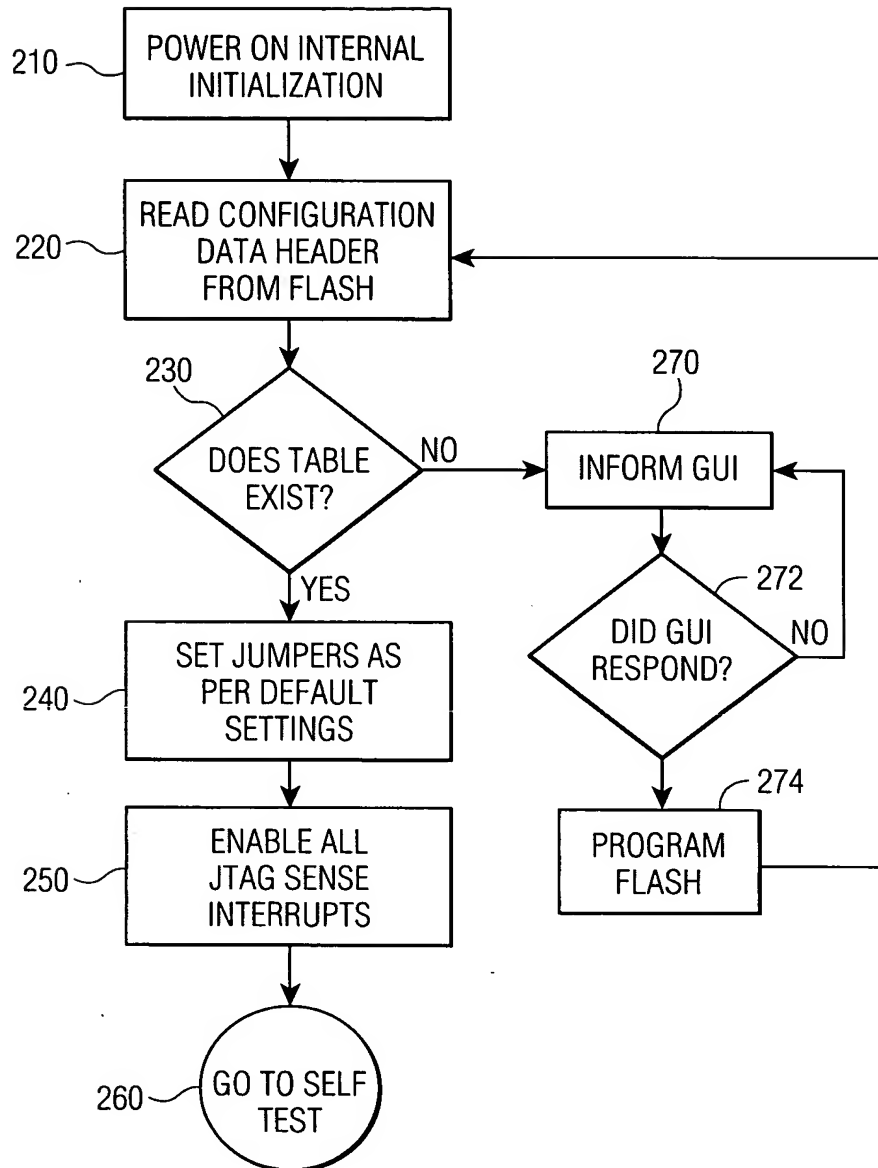 210
POWER ON INTERNAL
INITIALIZATION
220
READ CONFIGURATION
DATA HEADER
FROM FLASH
230
DOES TABLE
EXIST?
NO
YES
270
INFORM GUI
272
DID GUI
RESPOND?
NO
274
PROGRAM
FLASH
240
SET JUMPERS AS
PER DEFAULT
SETTINGS
250
ENABLE ALL
JTAG SENSE
INTERRUPTS
260
GO TO SELF
TEST